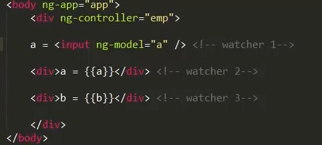 <body ng-app="app">
<div ng-controller="emp">
a = <input ng-model="a" /> <!-- watcher 1-->
<div>a = {{a}}</div> <!-- watcher 2-->
<div>b = {{b}}</div> <!-- watcher 3-->
</div>
</body>